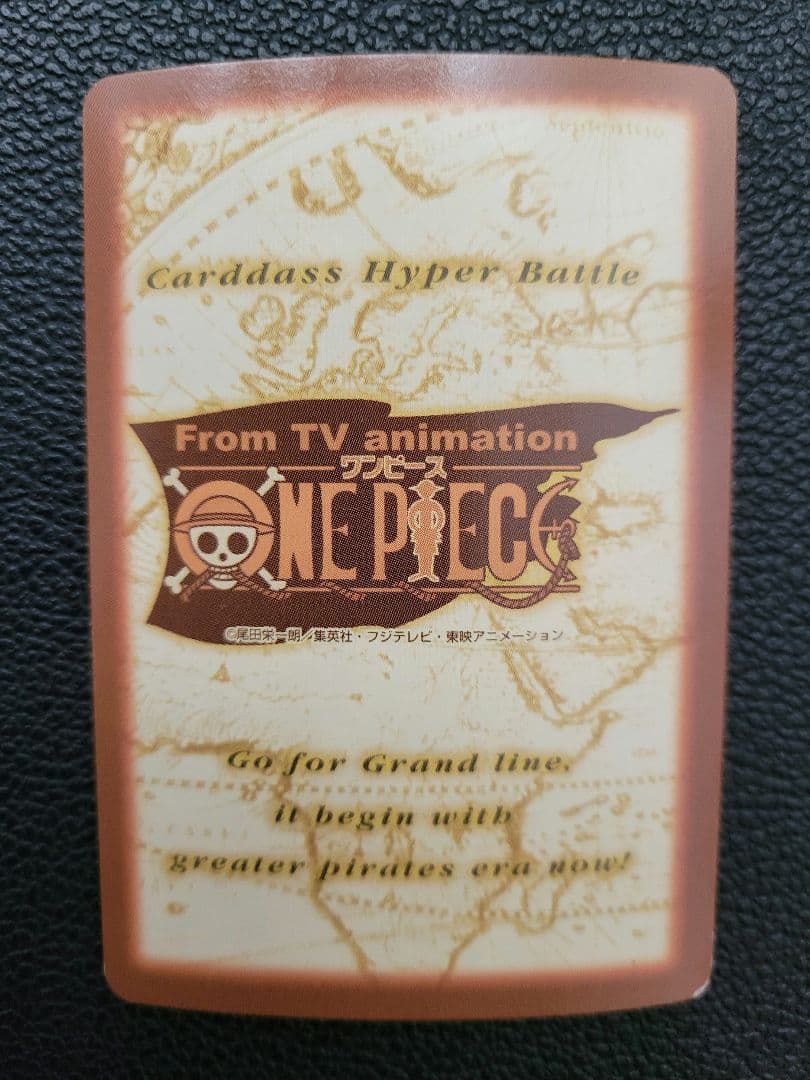 Septentrio
Carddass Hyper Battle
From TV animation
ワンピース
ONE PIECE
©尾田栄一朗／集英社・フジテレビ・東映アニメーション
Go for Grand line,
it begin with
greater pirates era now!